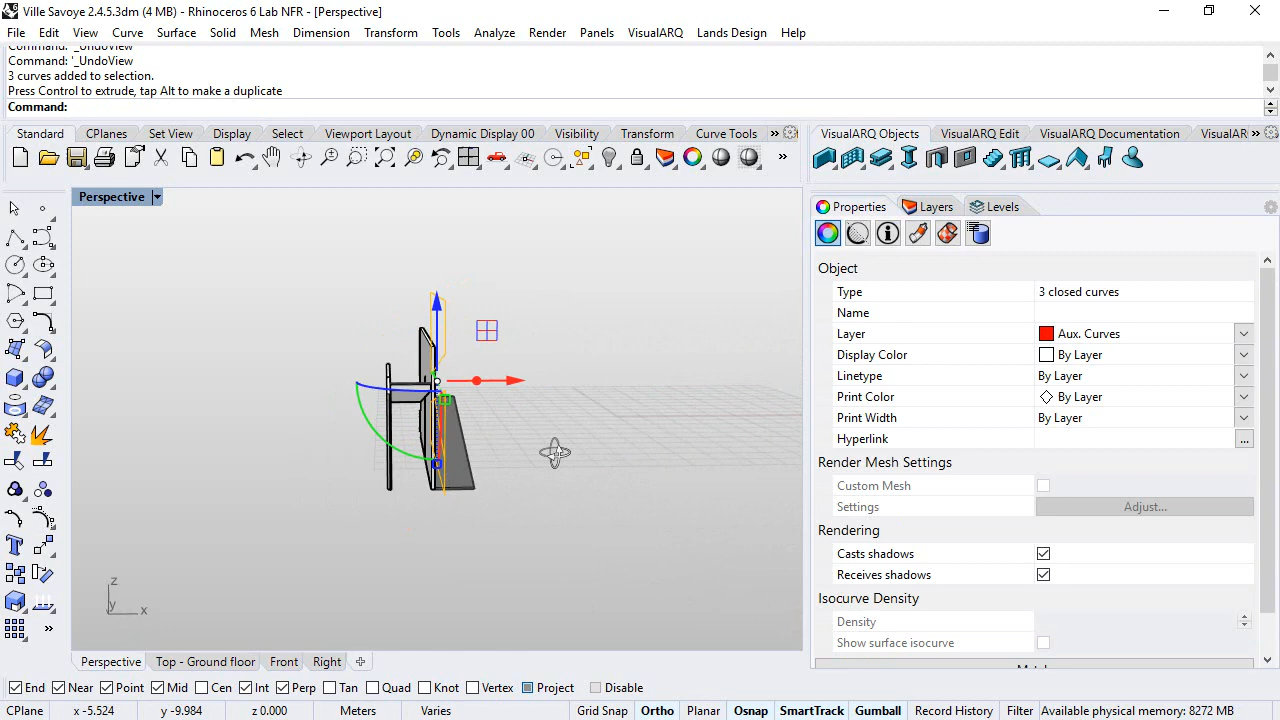 Ville Savoye 2.4.5.3dm (4 MB) - Rhinoceros 6 Lab NFR - [Perspective]
File Edit View Curve Surface Solid Mesh Dimension Transform Tools Analyze Render Panels VisualARQ Lands Design Help
Command: '_UndoView
Command: '_UndoView
3 curves added to selection.
Press Control to extrude, tap Alt to make a duplicate
Command:
Standard CPlanes Set View Display Select Viewport Layout Dynamic Display 00 Visibility Transform Curve Tools »
VisualARQ Objects VisualARQ Edit VisualARQ Documentation VisualAR »
»
Perspective
Properties Layers Levels
Object
Type 3 closed curves
Name
Layer Aux. Curves
Display Color By Layer
Linetype By Layer
Print Color By Layer
Print Width By Layer
Hyperlink ...
Render Mesh Settings
Custom Mesh
Settings Adjust...
Rendering
Casts shadows
Receives shadows
Isocurve Density
Density
Show surface isocurve
z
y x
»
Perspective Top - Ground floor Front Right
End Near Point Mid Cen Int Perp Tan Quad Knot Vertex Project Disable
CPlane x -5.524 y -9.984 z 0.000 Meters Varies Grid Snap Ortho Planar Osnap SmartTrack Gumball Record History Filter Available physical memory: 8272 MB